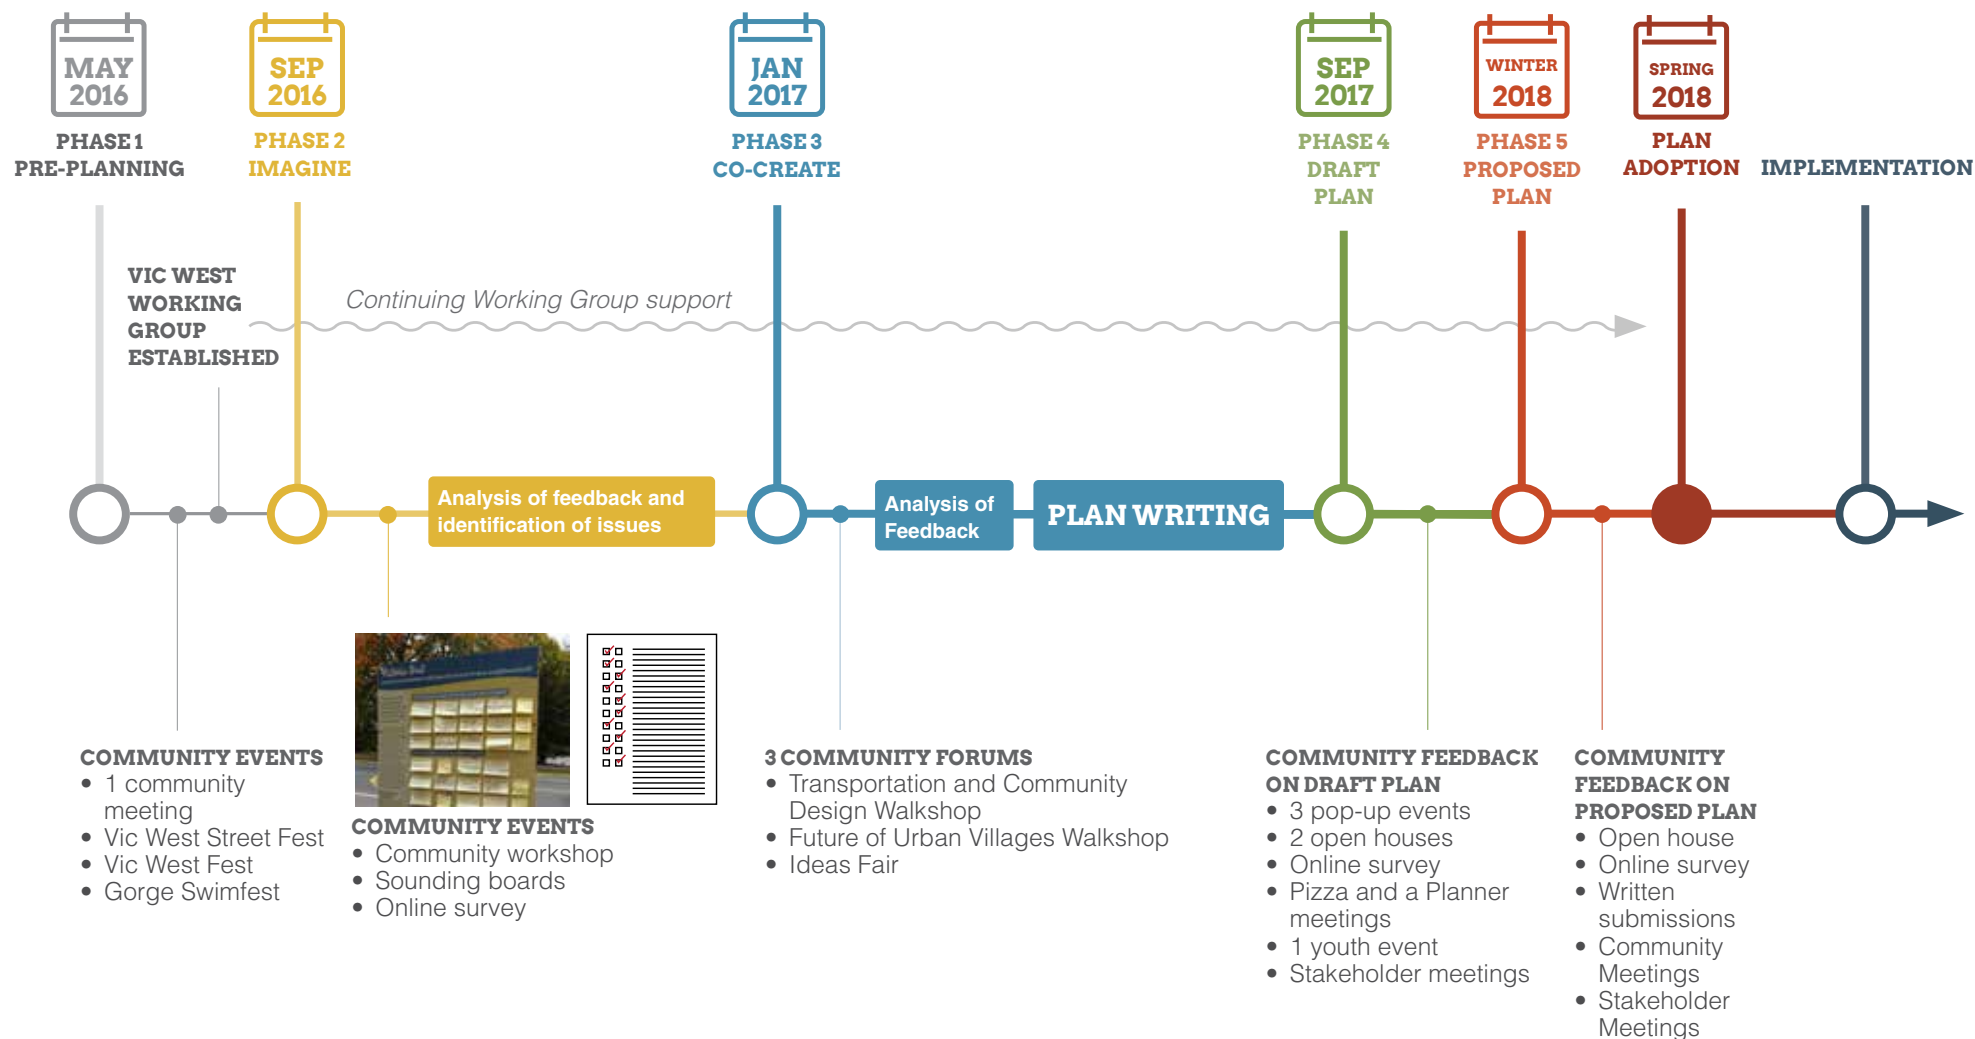 MAY
2016
PHASE 1
PRE-PLANNING
SEP
2016
PHASE 2
IMAGINE
JAN
2017
PHASE 3
CO-CREATE
SEP
2017
PHASE 4
DRAFT
PLAN
WINTER
2018
PHASE 5
PROPOSED
PLAN
SPRING
2018
PLAN
ADOPTION
IMPLEMENTATION
VIC WEST
WORKING
GROUP
ESTABLISHED
Continuing Working Group support
Analysis of feedback and
identification of issues
Analysis of
Feedback
PLAN WRITING
COMMUNITY EVENTS
• 1 community
meeting
• Vic West Street Fest
• Vic West Fest
• Gorge Swimfest
COMMUNITY EVENTS
• Community workshop
• Sounding boards
• Online survey
3 COMMUNITY FORUMS
• Transportation and Community
Design Walkshop
• Future of Urban Villages Walkshop
• Ideas Fair
COMMUNITY FEEDBACK
ON DRAFT PLAN
• 3 pop-up events
• 2 open houses
• Online survey
• Pizza and a Planner
meetings
• 1 youth event
• Stakeholder meetings
COMMUNITY
FEEDBACK ON
PROPOSED PLAN
• Open house
• Online survey
• Written
submissions
• Community
Meetings
• Stakeholder
Meetings